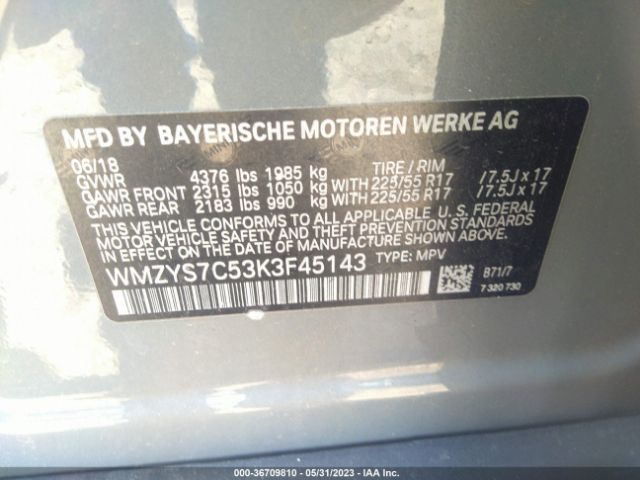 MFD BY BAYERISCHE MOTOREN WERKE AG
06/18 TIRE / RIM
GVWR 4376 lbs 1985 kg
GAWR FRONT 2315 lbs 1050 kg WITH 225/55 R17 /7.5J x 17
GAWR REAR 2183 lbs 990 kg WITH 225/55 R17 /7.5J x 17
THIS VEHICLE CONFORMS TO ALL APPLICABLE U.S. FEDERAL
MOTOR VEHICLE SAFETY AND THEFT PREVENTION STANDARDS
IN EFFECT ON THE DATE OF MANUFACTURE SHOWN ABOVE.
WMZYS7C53K3F45143 TYPE: MPV
B71/7
7 320 730
000-36709810 - 05/31/2023 - IAA Inc.